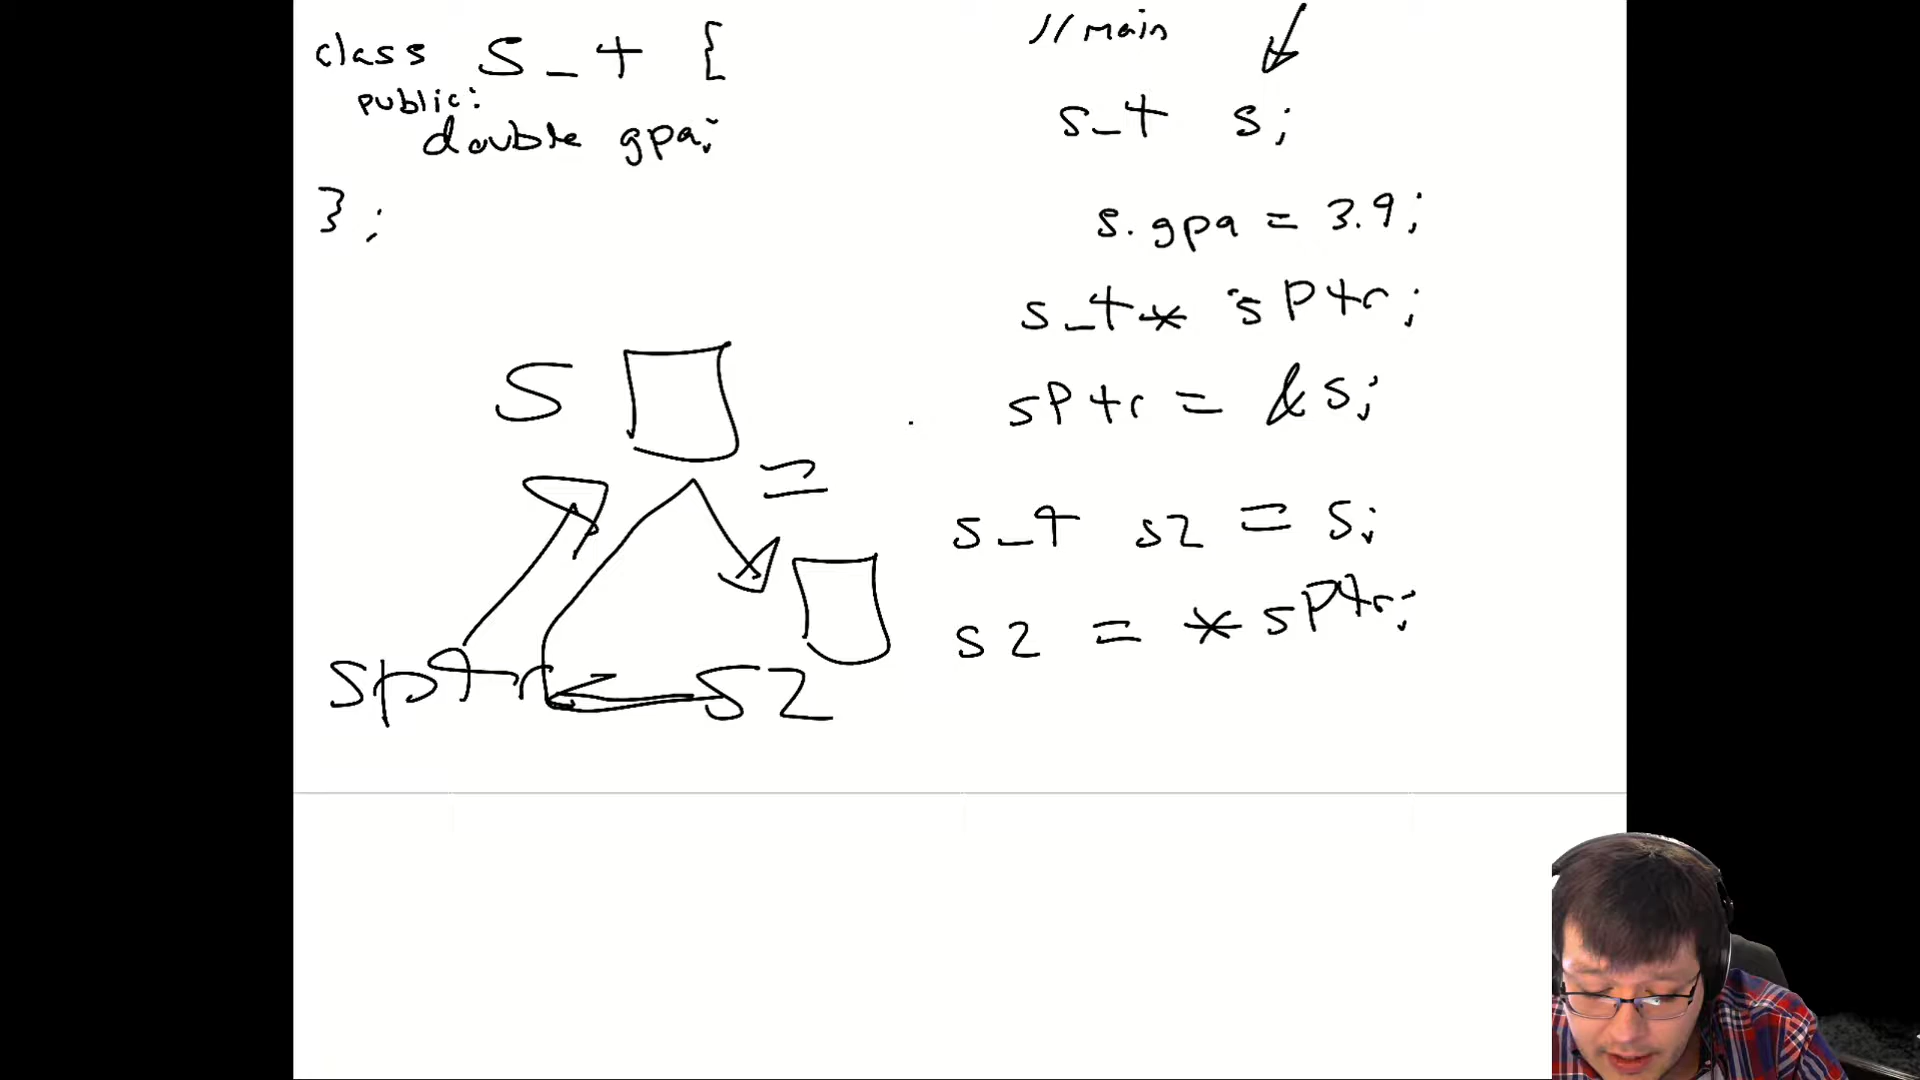 class s_t {
public:
double gpa;
};
S
=
sptr
s2
//main
s_t s;
s.gpa = 3.9;
s_t* sPtr;
sPtr = &s;
s_t s2 = s;
s2 = *sPtr;